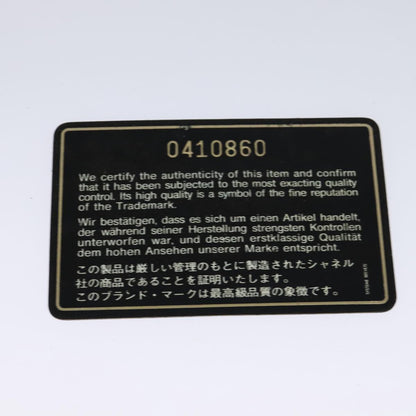 0410860
We certify the authenticity of this item and confirm
that it has been subjected to the most exacting quality
control. Its high quality is a symbol of the fine reputation
of the Trademark.
Wir bestätigen, dass es sich um einen Artikel handelt,
der während seiner Herstellung strengsten Kontrollen
unterworfen war, und dessen erstklassige Qualität
dem hohen Ansehen unserer Marke entspricht.
この製品は厳しい管理のもとに製造されたシャネル
社の商品であることを証明いたします。
このブランド・マークは最高級品質の象徴です。